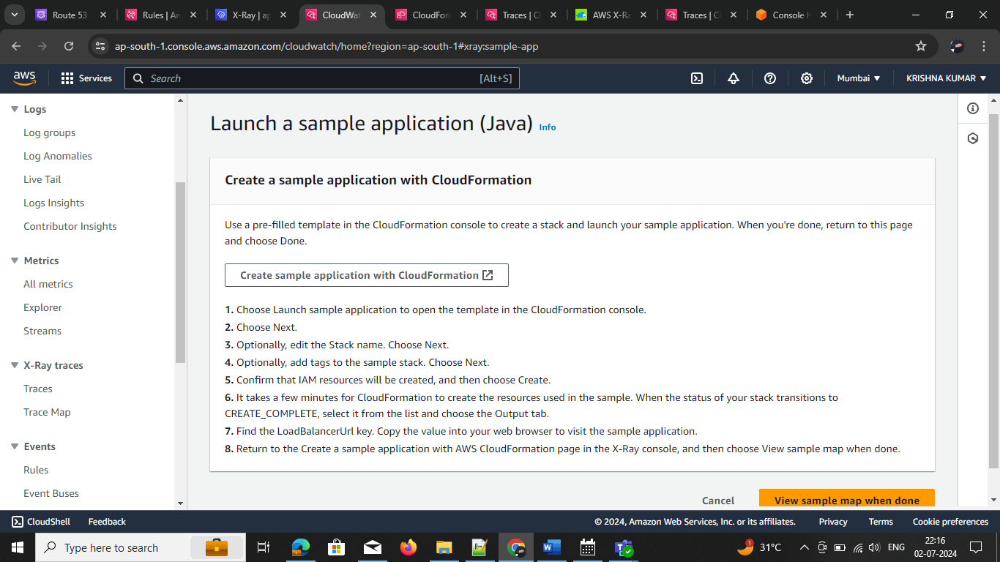 Route 53
Rules | Am
X-Ray | ap
CloudWat
CloudForm
Traces | Cl
AWS X-Ra
Traces | Cl
Console H
ap-south-1.console.aws.amazon.com/cloudwatch/home?region=ap-south-1#xray:sample-app
aws
Services
Search
[Alt+S]
Mumbai
KRISHNA KUMAR
Logs
Log groups
Log Anomalies
Live Tail
Logs Insights
Contributor Insights
Metrics
All metrics
Explorer
Streams
X-Ray traces
Traces
Trace Map
Events
Rules
Event Buses
Launch a sample application (Java) Info
Create a sample application with CloudFormation
Use a pre-filled template in the CloudFormation console to create a stack and launch your sample application. When you're done, return to this page
and choose Done.
Create sample application with CloudFormation
1. Choose Launch sample application to open the template in the CloudFormation console.
2. Choose Next.
3. Optionally, edit the Stack name. Choose Next.
4. Optionally, add tags to the sample stack. Choose Next.
5. Confirm that IAM resources will be created, and then choose Create.
6. It takes a few minutes for CloudFormation to create the resources used in the sample. When the status of your stack transitions to
CREATE_COMPLETE, select it from the list and choose the Output tab.
7. Find the LoadBalancerUrl key. Copy the value into your web browser to visit the sample application.
8. Return to the Create a sample application with AWS CloudFormation page in the X-Ray console, and then choose View sample map when done.
Cancel
View sample map when done
CloudShell
Feedback
© 2024, Amazon Web Services, Inc. or its affiliates.
Privacy
Terms
Cookie preferences
Type here to search
31°C
ENG
22:16
02-07-2024